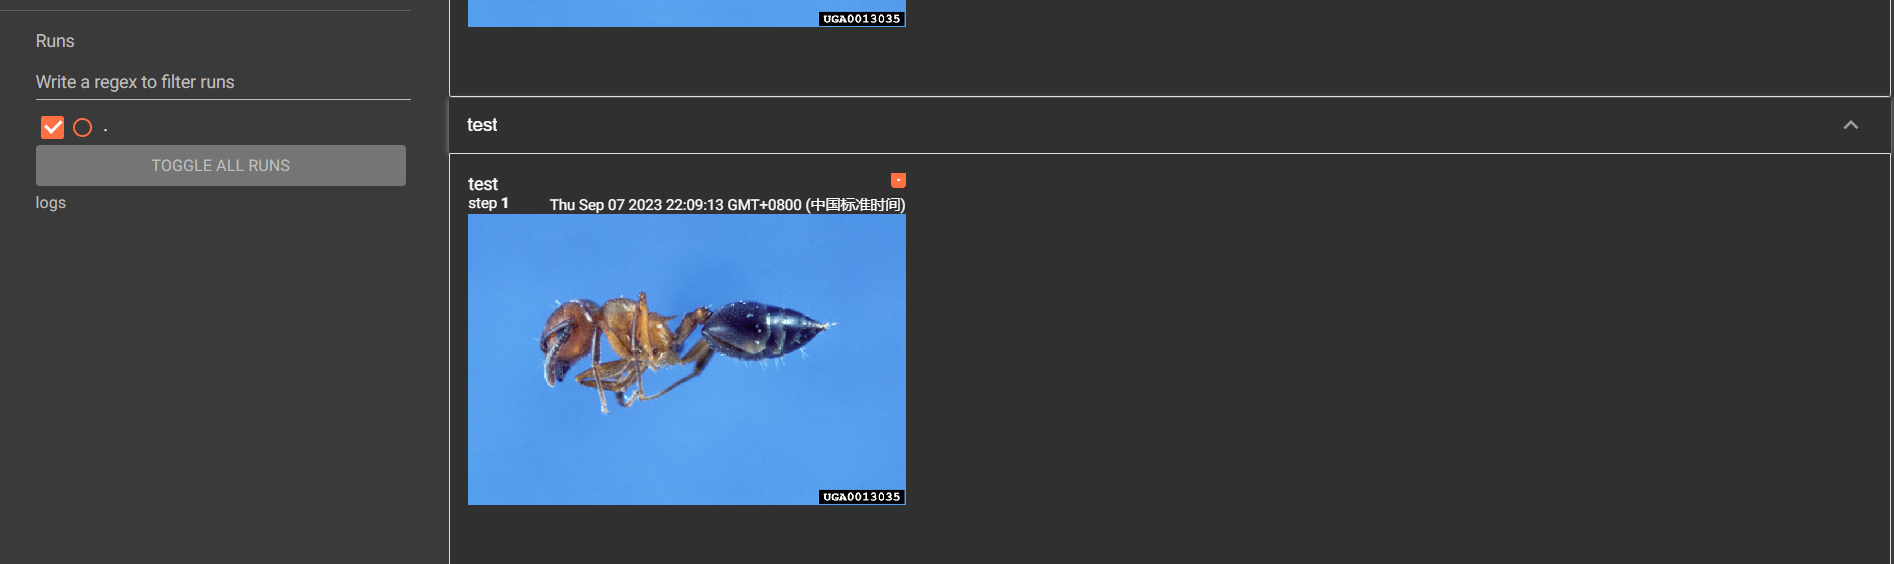 UGA0013035
Runs
Write a regex to filter runs
.
TOGGLE ALL RUNS
logs
test
test
step 1 Thu Sep 07 2023 22:09:13 GMT+0800 (中国标准时间)
UGA0013035